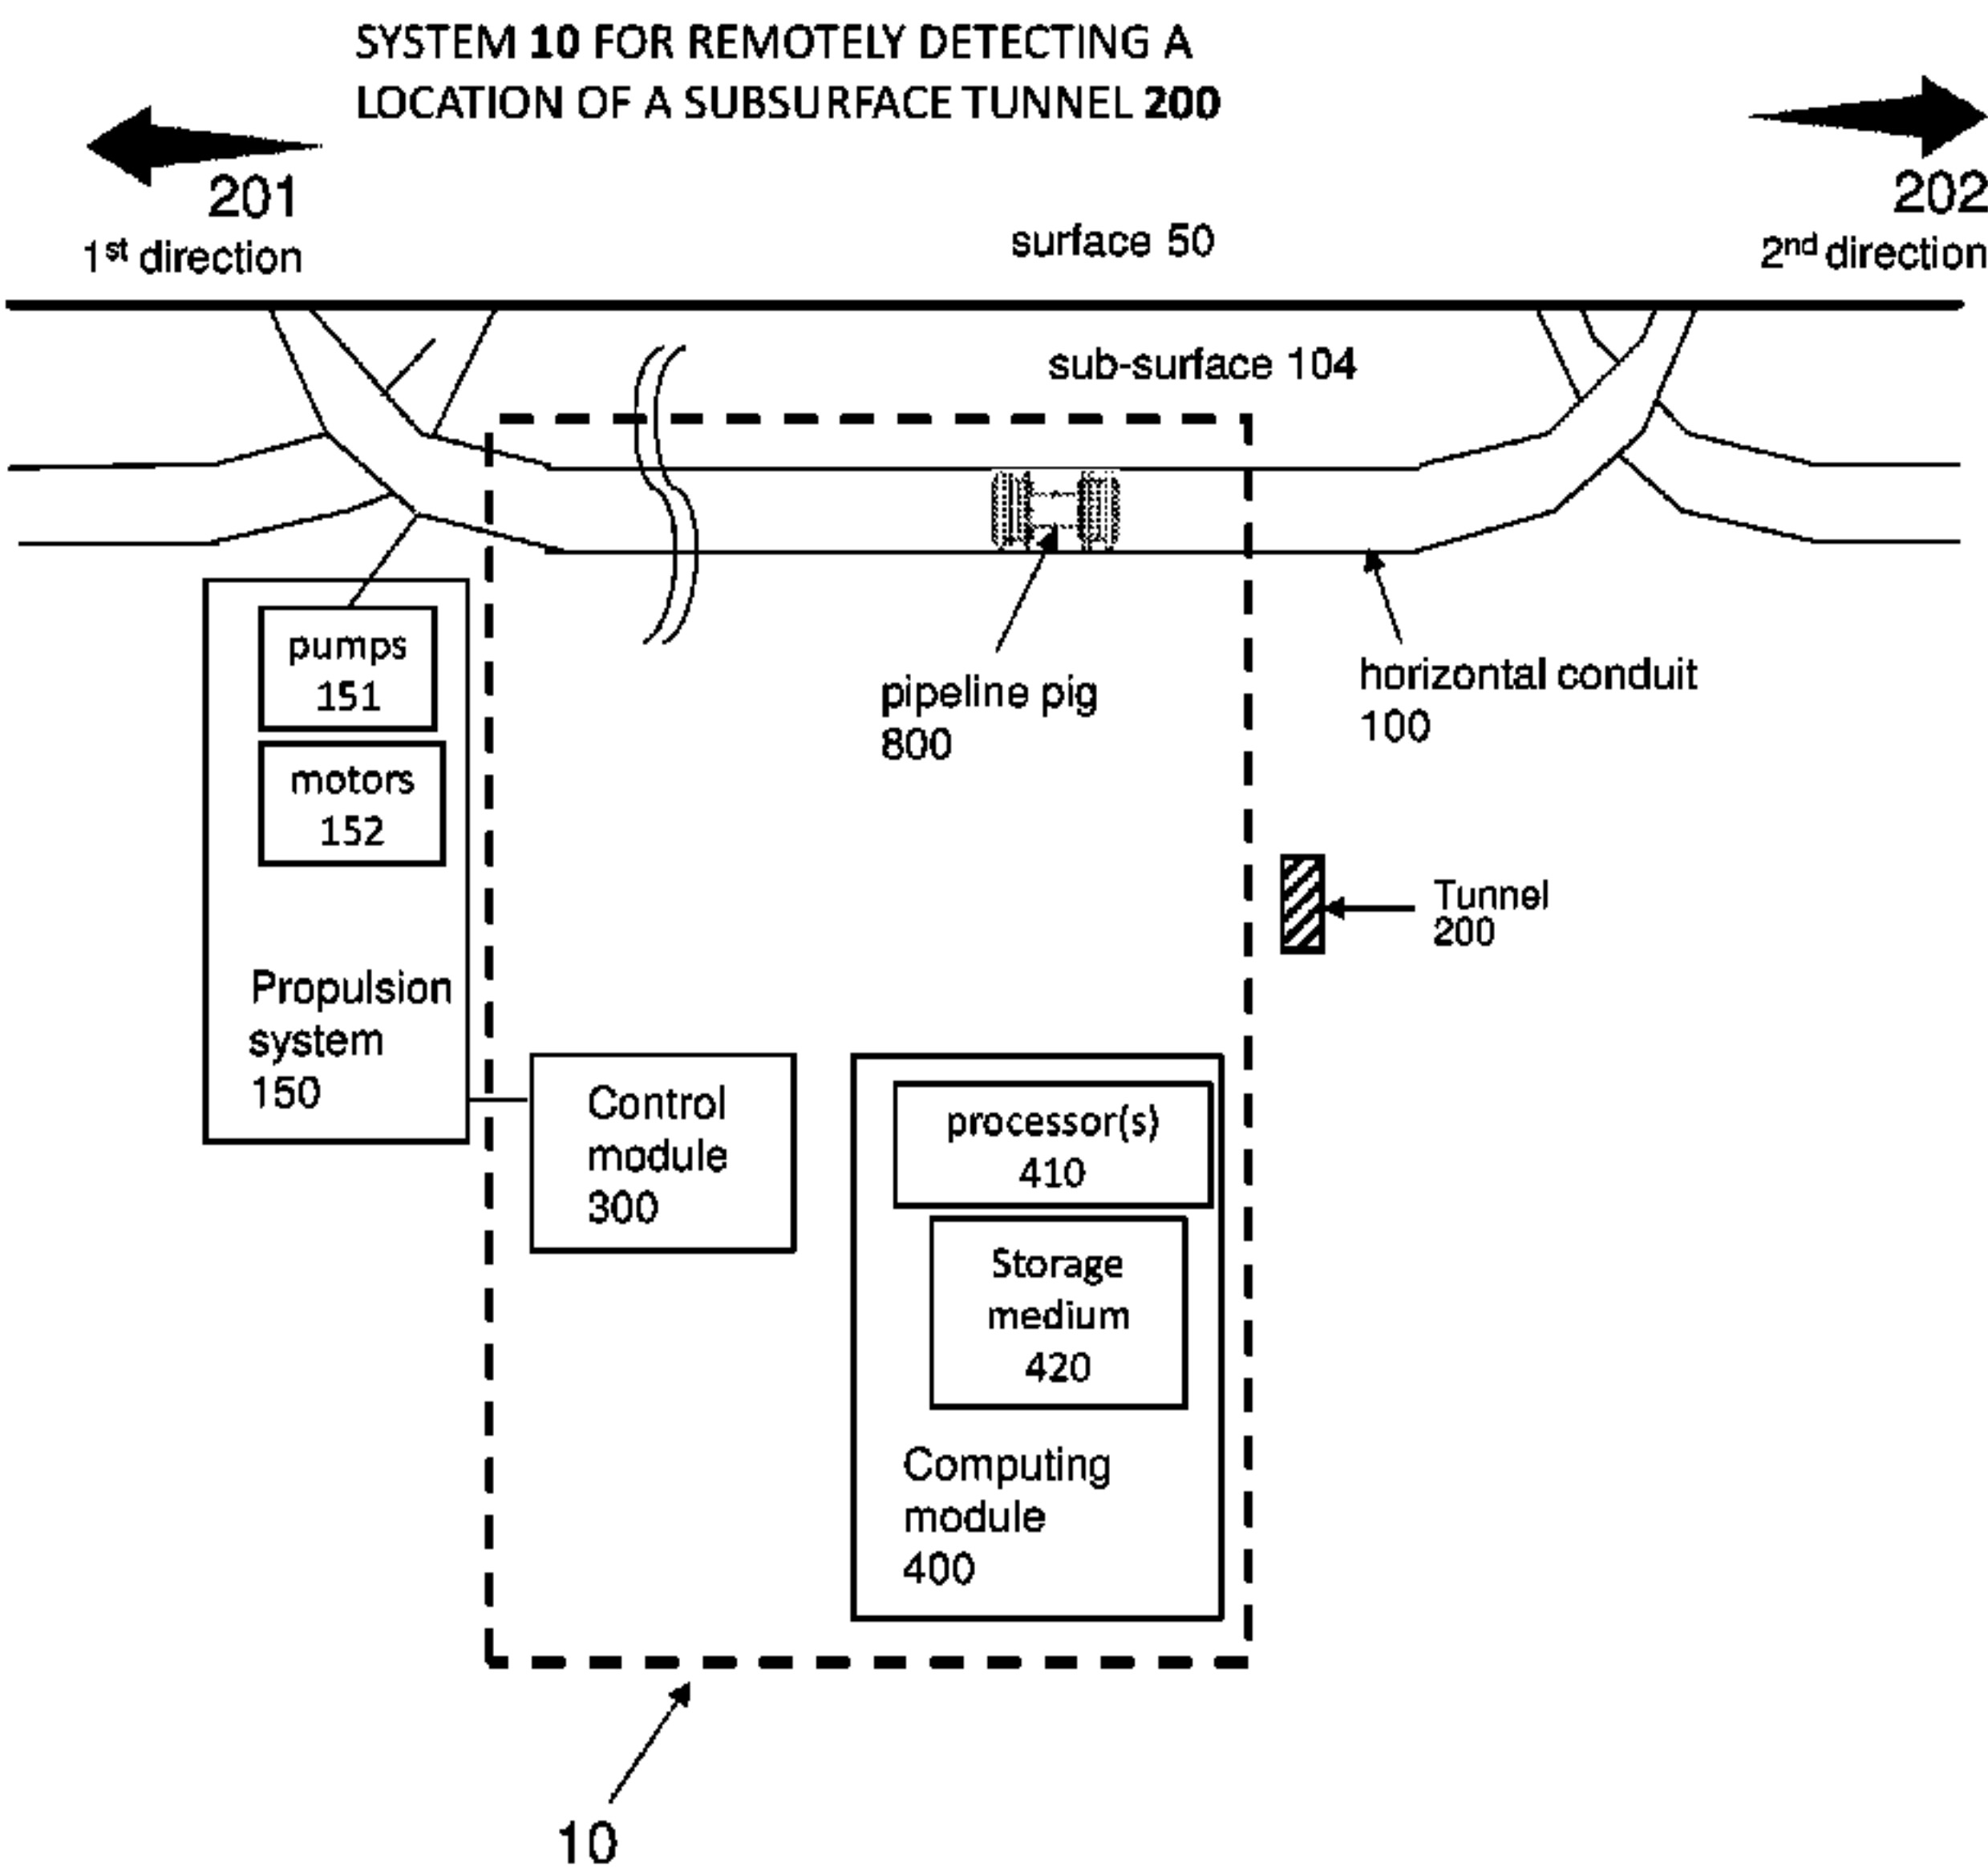 SYSTEM 10 FOR REMOTELY DETECTING A
LOCATION OF A SUBSURFACE TUNNEL 200
201
1st direction
202
2nd direction
surface 50
sub-surface 104
pumps
151
motors
152
Propulsion
system
150
pipeline pig
800
horizontal conduit
100
Tunnel
200
Control
module
300
processor(s)
410
Storage
medium
420
Computing
module
400
10